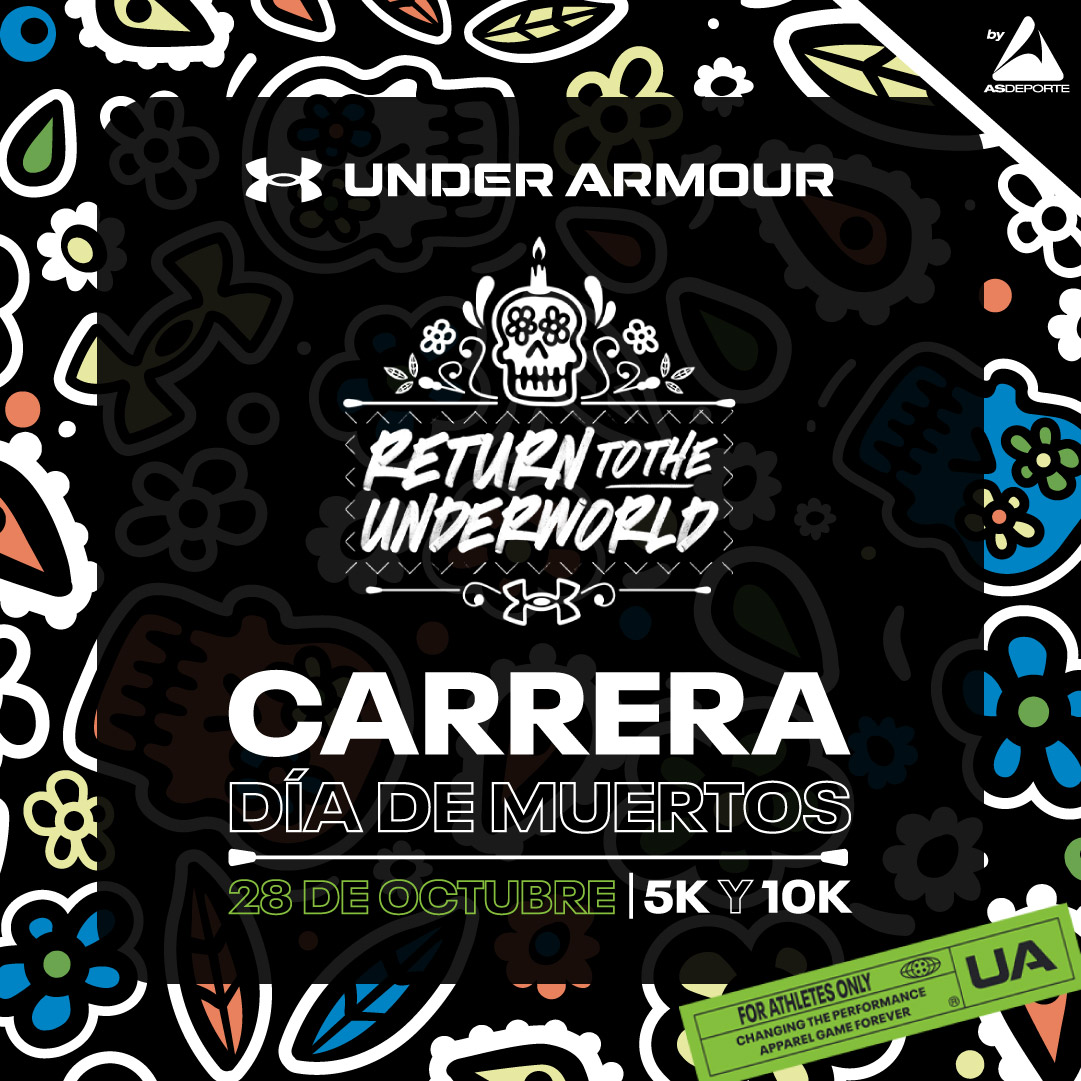 by
ASDEPORTE
UNDER ARMOUR
RETURN TO THE
UNDERWORLD
CARRERA
DÍA DE MUERTOS
28 DE OCTUBRE | 5K Y 10K
FOR ATHLETES ONLY
CHANGING THE PERFORMANCE
APPAREL GAME FOREVER
®
UA